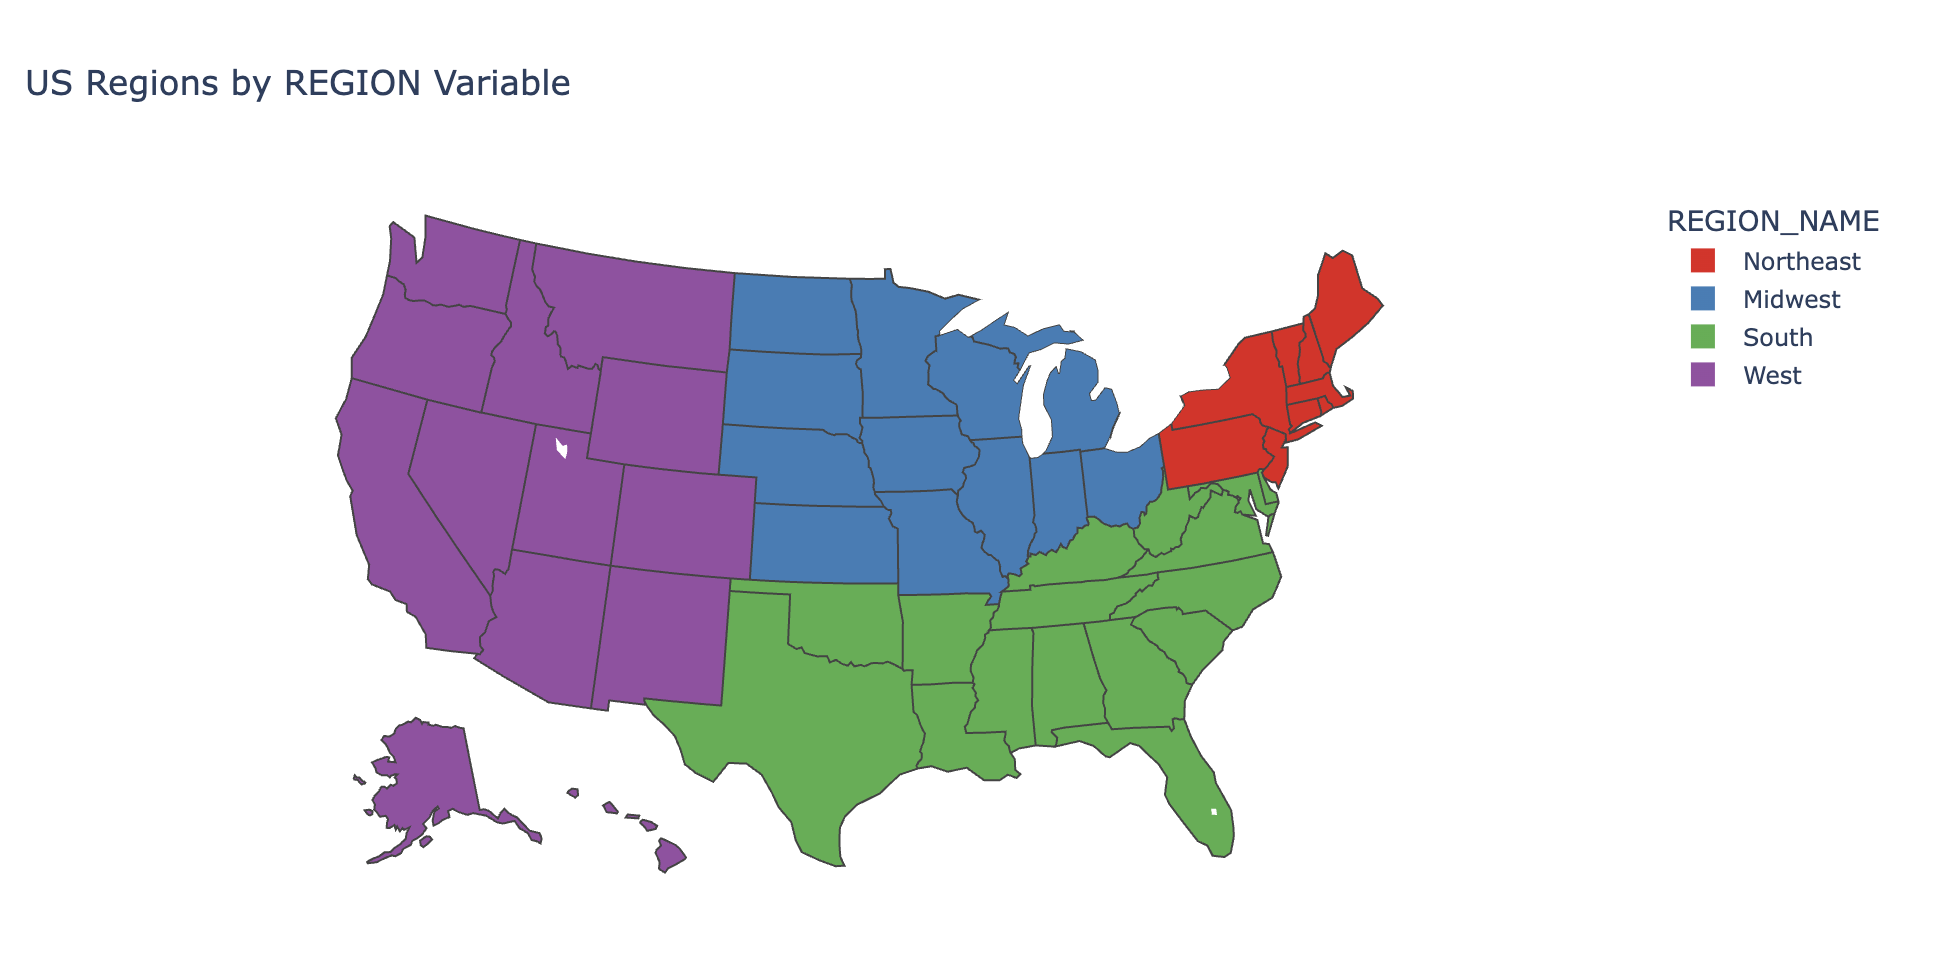 US Regions by REGION Variable
REGION_NAME
Northeast
Midwest
South
West